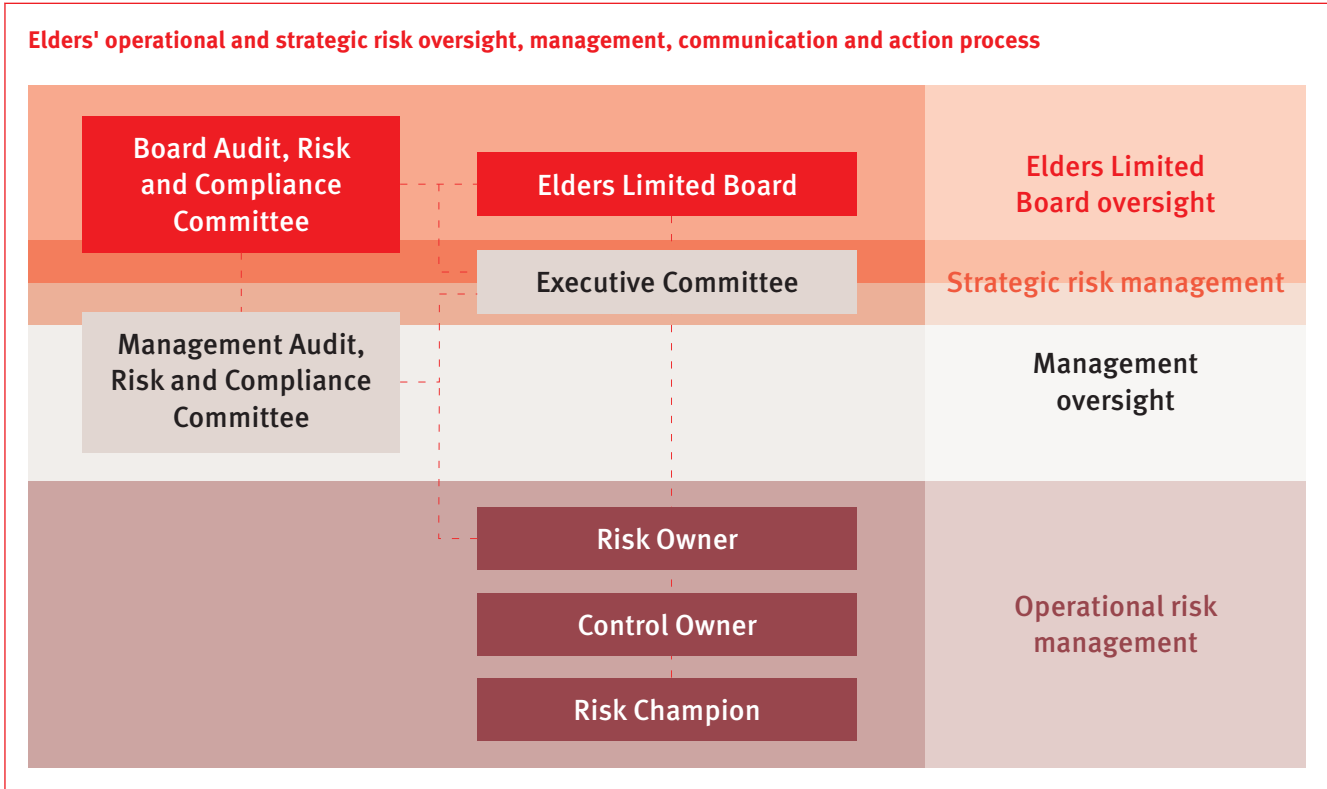 Elders' operational and strategic risk oversight, management, communication and action process
Board Audit, Risk
and Compliance
Committee
Elders Limited Board
Elders Limited
Board oversight
Executive Committee
Strategic risk management
Management Audit,
Risk and Compliance
Committee
Management
oversight
Risk Owner
Control Owner
Risk Champion
Operational risk
management